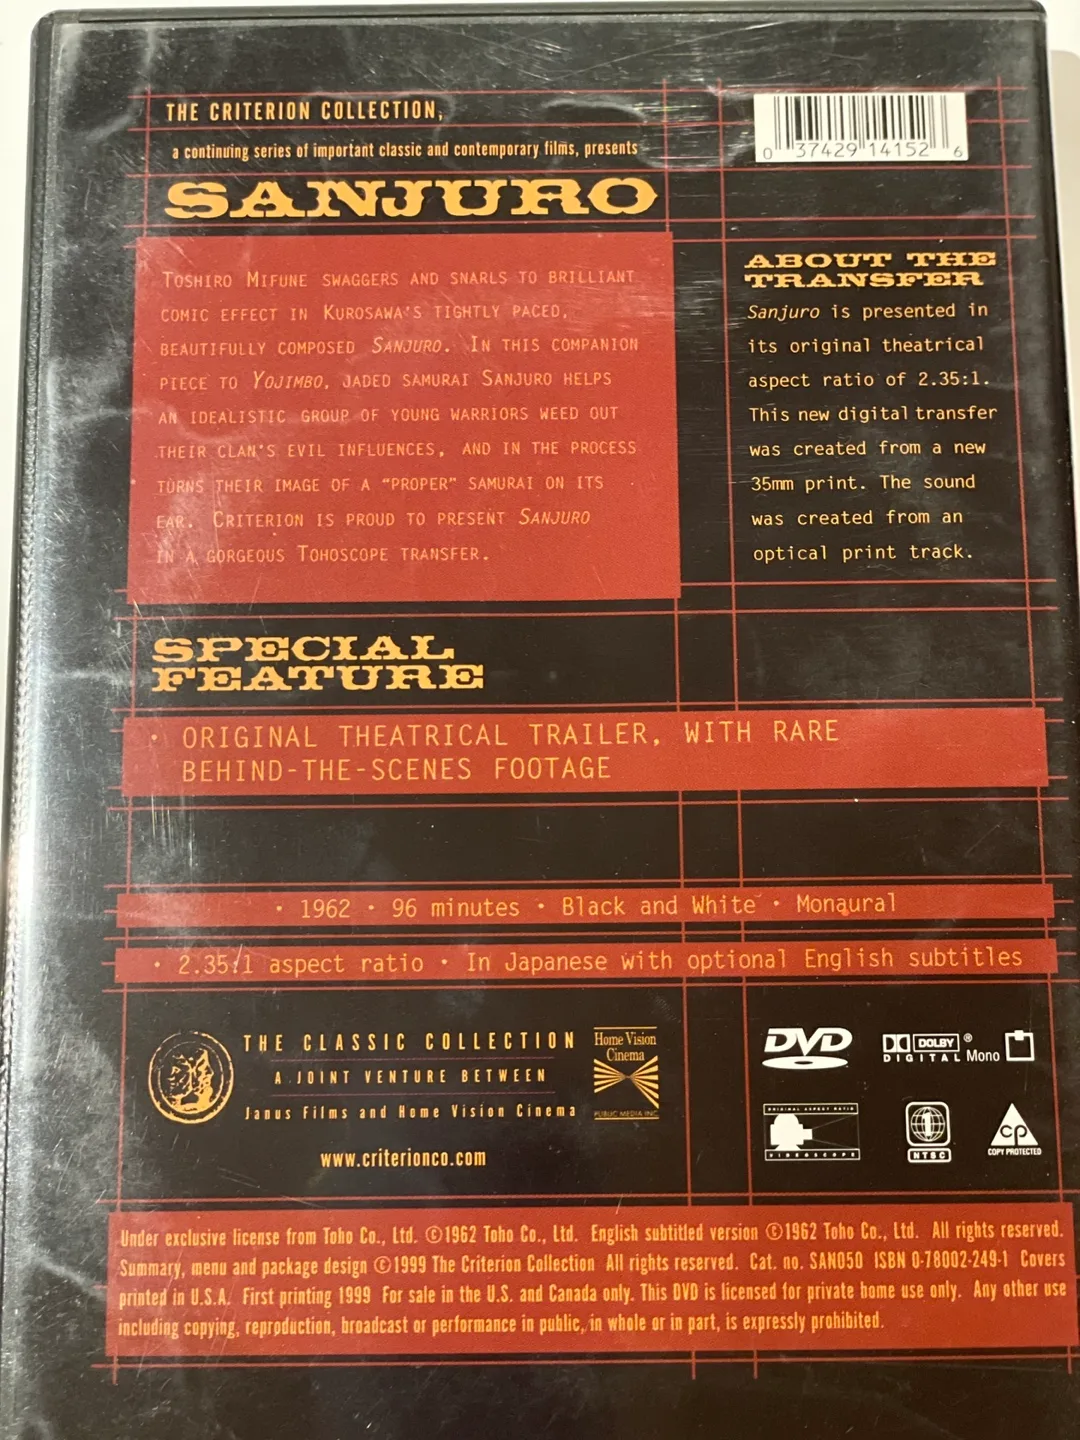 THE CRITERION COLLECTION,
a continuing series of important classic and contemporary films, presents
SANJURO
0 37429 14152 6
TOSHIRO MIFUNE SWAGGERS AND SNARLS TO BRILLIANT
COMIC EFFECT IN KUROSAWA'S TIGHTLY PACED,
BEAUTIFULLY COMPOSED SANJURO. IN THIS COMPANION
PIECE TO YOJIMBO, JADED SAMURAI SANJURO HELPS
AN IDEALISTIC GROUP OF YOUNG WARRIORS WEED OUT
THEIR CLAN'S EVIL INFLUENCES, AND IN THE PROCESS
TURNS THEIR IMAGE OF A "PROPER" SAMURAI ON ITS
EAR. CRITERION IS PROUD TO PRESENT SANJURO
IN A GORGEOUS TOHOSCOPE TRANSFER.
ABOUT THE
TRANSFER
Sanjuro is presented in
its original theatrical
aspect ratio of 2.35:1.
This new digital transfer
was created from a new
35mm print. The sound
was created from an
optical print track.
SPECIAL
FEATURE
• ORIGINAL THEATRICAL TRAILER, WITH RARE
BEHIND-THE-SCENES FOOTAGE
• 1962 • 96 minutes • Black and White • Monaural
• 2.35:1 aspect ratio • In Japanese with optional English subtitles
THE CLASSIC COLLECTION
A JOINT VENTURE BETWEEN
Janus Films and Home Vision Cinema
www.criterionco.com
Home Vision
Cinema
PUBLIC MEDIA INC.
DVD
DOLBY ®
DIGITAL Mono
ORIGINAL ASPECT RATIO
VIDEOSCOPE
1
NTSC
CP
COPY PROTECTED
Under exclusive license from Toho Co., Ltd. ©1962 Toho Co., Ltd. English subtitled version ©1962 Toho Co., Ltd. All rights reserved.
Summary, menu and package design ©1999 The Criterion Collection All rights reserved. Cat. no. SAN050 ISBN 0-78002-249-1 Covers
printed in U.S.A. First printing 1999 For sale in the U.S. and Canada only. This DVD is licensed for private home use only. Any other use
including copying, reproduction, broadcast or performance in public, in whole or in part, is expressly prohibited.